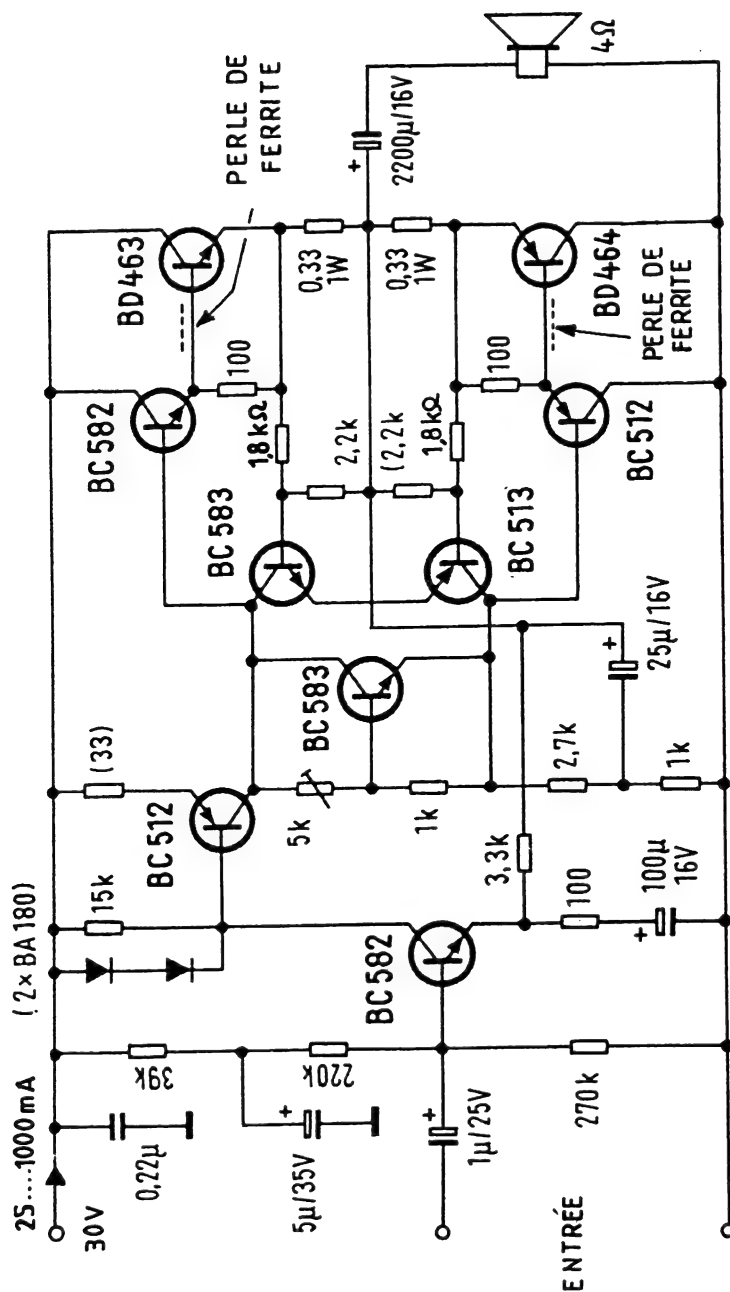 25....1000mA
30V
0,22µ
39k
5µ/35V
+
220k
1µ/25V
+
ENTRÉE
270k
(2×BA180)
15k
BC512
(33)
BC582
3,3k
100
100µ
16V
+
5k
1k
2,7k
1k
BC583
25µ/16V
+
BC583
BC513
BC582
BC512
1,8kΩ
2,2k
(2,2k
1,8kΩ
100
100
BD463
BD464
PERLE DE
FERRITE
PERLE DE
FERRITE
0,33
1W
0,33
1W
2200µ/16V
+
4Ω